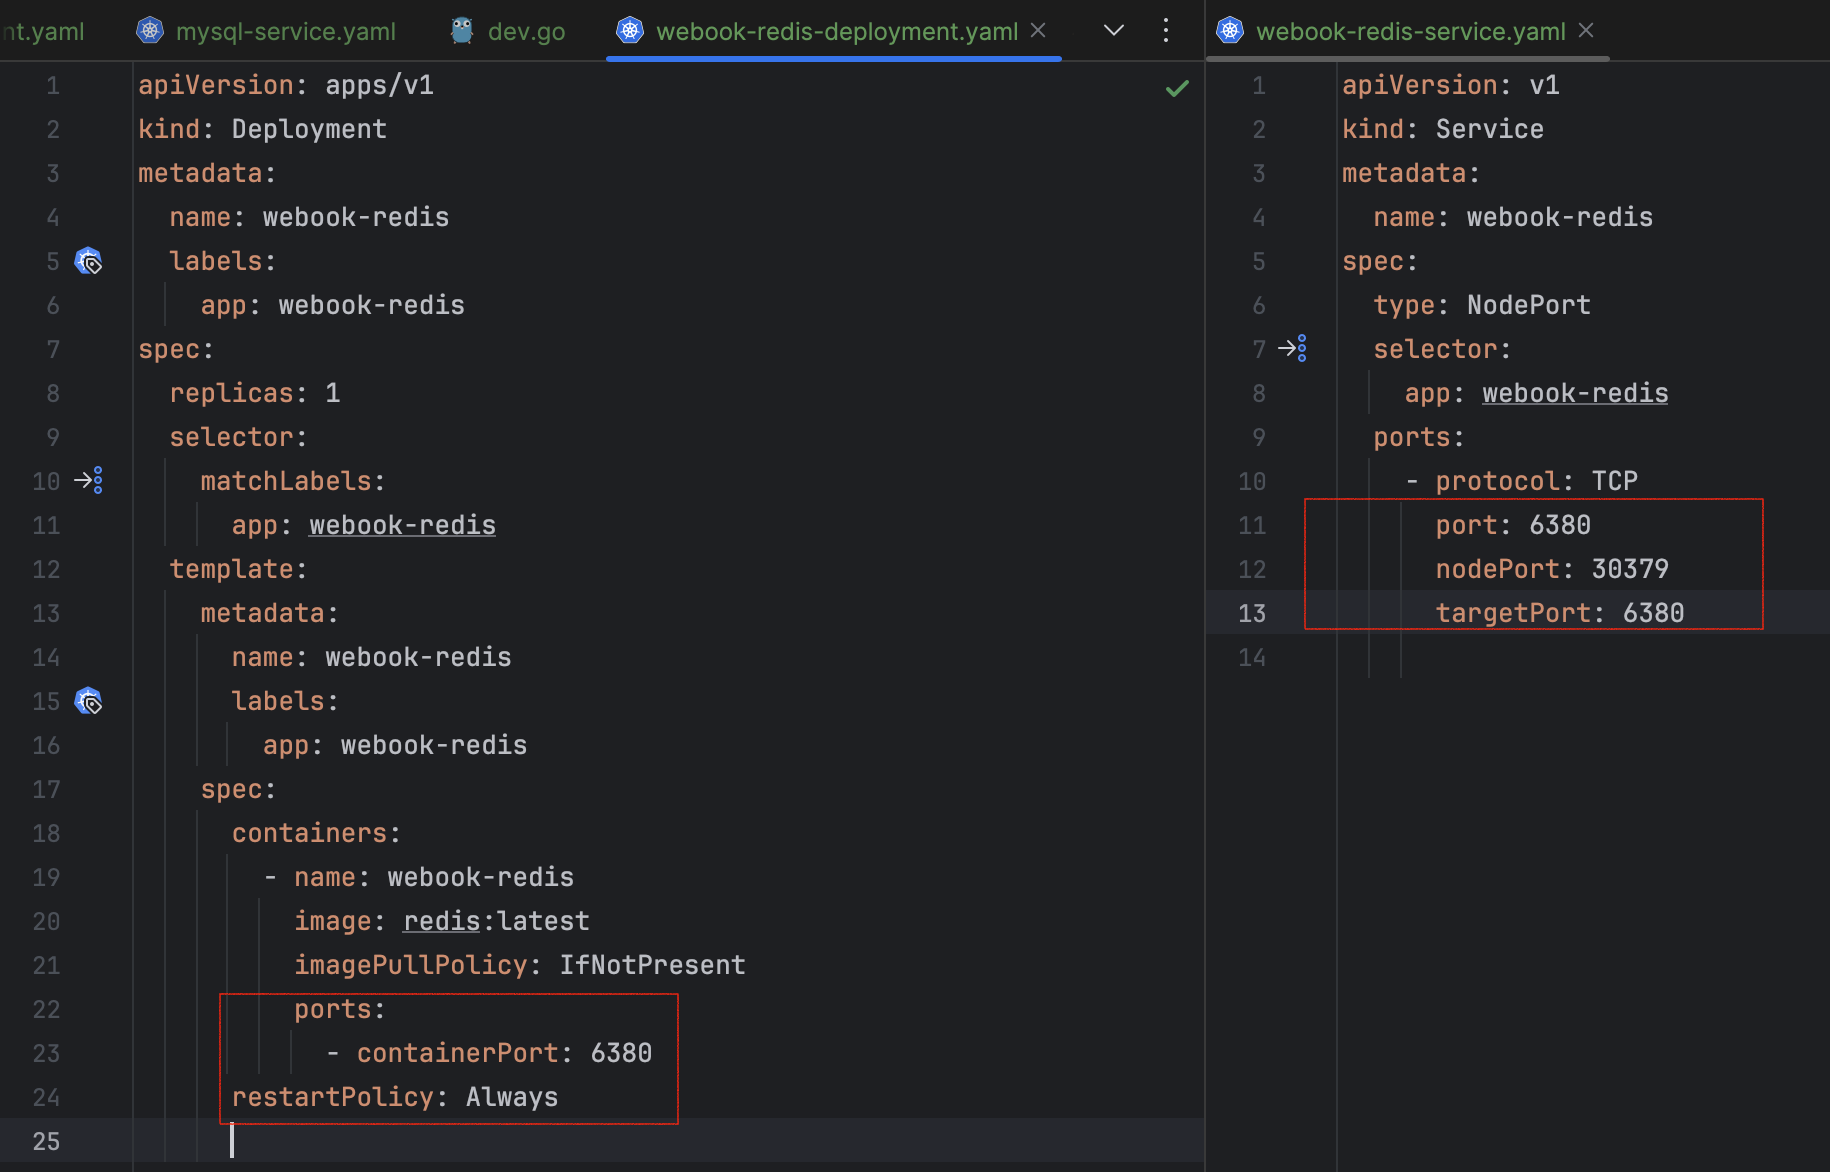 nt.yaml mysql-service.yaml dev.go webook-redis-deployment.yaml webook-redis-service.yaml
1 apiVersion: apps/v1
2 kind: Deployment
3 metadata:
4 name: webook-redis
5 labels:
6 app: webook-redis
7 spec:
8 replicas: 1
9 selector:
10 matchLabels:
11 app: webook-redis
12 template:
13 metadata:
14 name: webook-redis
15 labels:
16 app: webook-redis
17 spec:
18 containers:
19 - name: webook-redis
20 image: redis:latest
21 imagePullPolicy: IfNotPresent
22 ports:
23 - containerPort: 6380
24 restartPolicy: Always
25
1 apiVersion: v1
2 kind: Service
3 metadata:
4 name: webook-redis
5 spec:
6 type: NodePort
7 selector:
8 app: webook-redis
9 ports:
10 - protocol: TCP
11 port: 6380
12 nodePort: 30379
13 targetPort: 6380
14